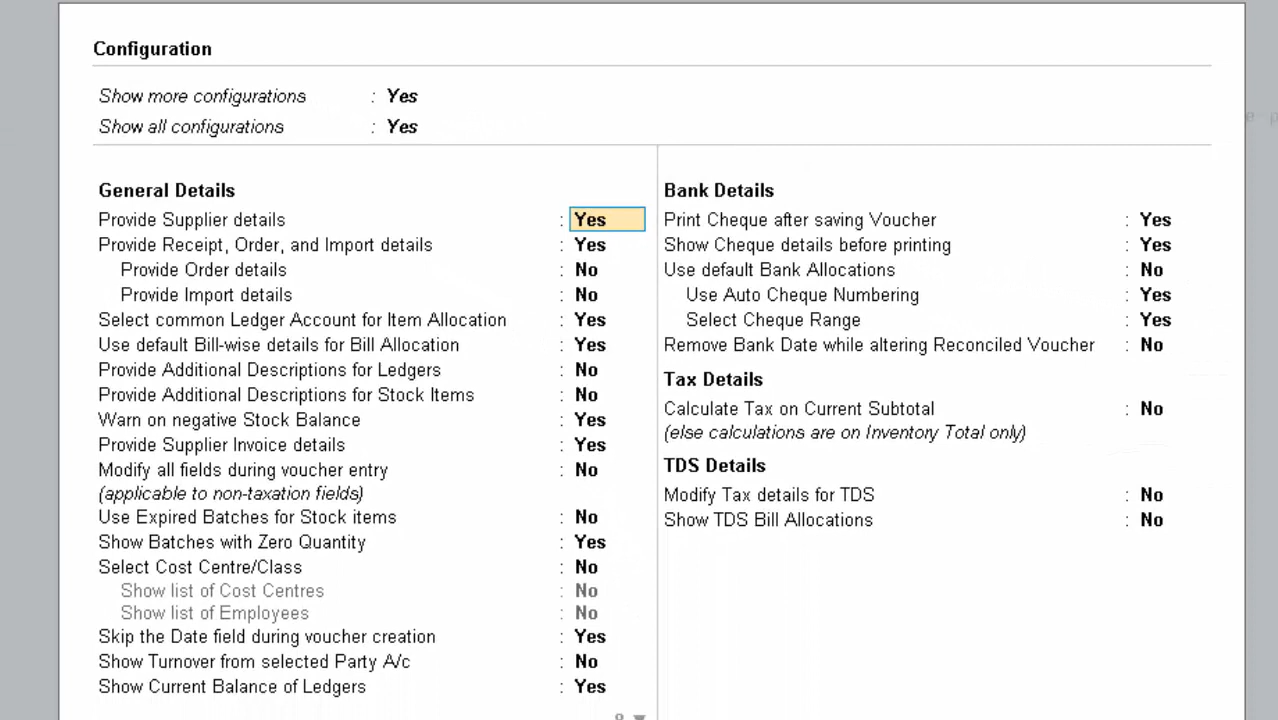 Configuration
Show more configurations : Yes
Show all configurations : Yes
General Details
Provide Supplier details : Yes
Provide Receipt, Order, and Import details : Yes
Provide Order details : No
Provide Import details : No
Select common Ledger Account for Item Allocation : Yes
Use default Bill-wise details for Bill Allocation : Yes
Provide Additional Descriptions for Ledgers : No
Provide Additional Descriptions for Stock Items : No
Warn on negative Stock Balance : Yes
Provide Supplier Invoice details : Yes
Modify all fields during voucher entry : No
(applicable to non-taxation fields)
Use Expired Batches for Stock items : No
Show Batches with Zero Quantity : Yes
Select Cost Centre/Class : No
Show list of Cost Centres : No
Show list of Employees : No
Skip the Date field during voucher creation : Yes
Show Turnover from selected Party A/c : No
Show Current Balance of Ledgers : Yes
Bank Details
Print Cheque after saving Voucher : Yes
Show Cheque details before printing : Yes
Use default Bank Allocations : No
Use Auto Cheque Numbering : Yes
Select Cheque Range : Yes
Remove Bank Date while altering Reconciled Voucher : No
Tax Details
Calculate Tax on Current Subtotal : No
(else calculations are on Inventory Total only)
TDS Details
Modify Tax details for TDS : No
Show TDS Bill Allocations : No